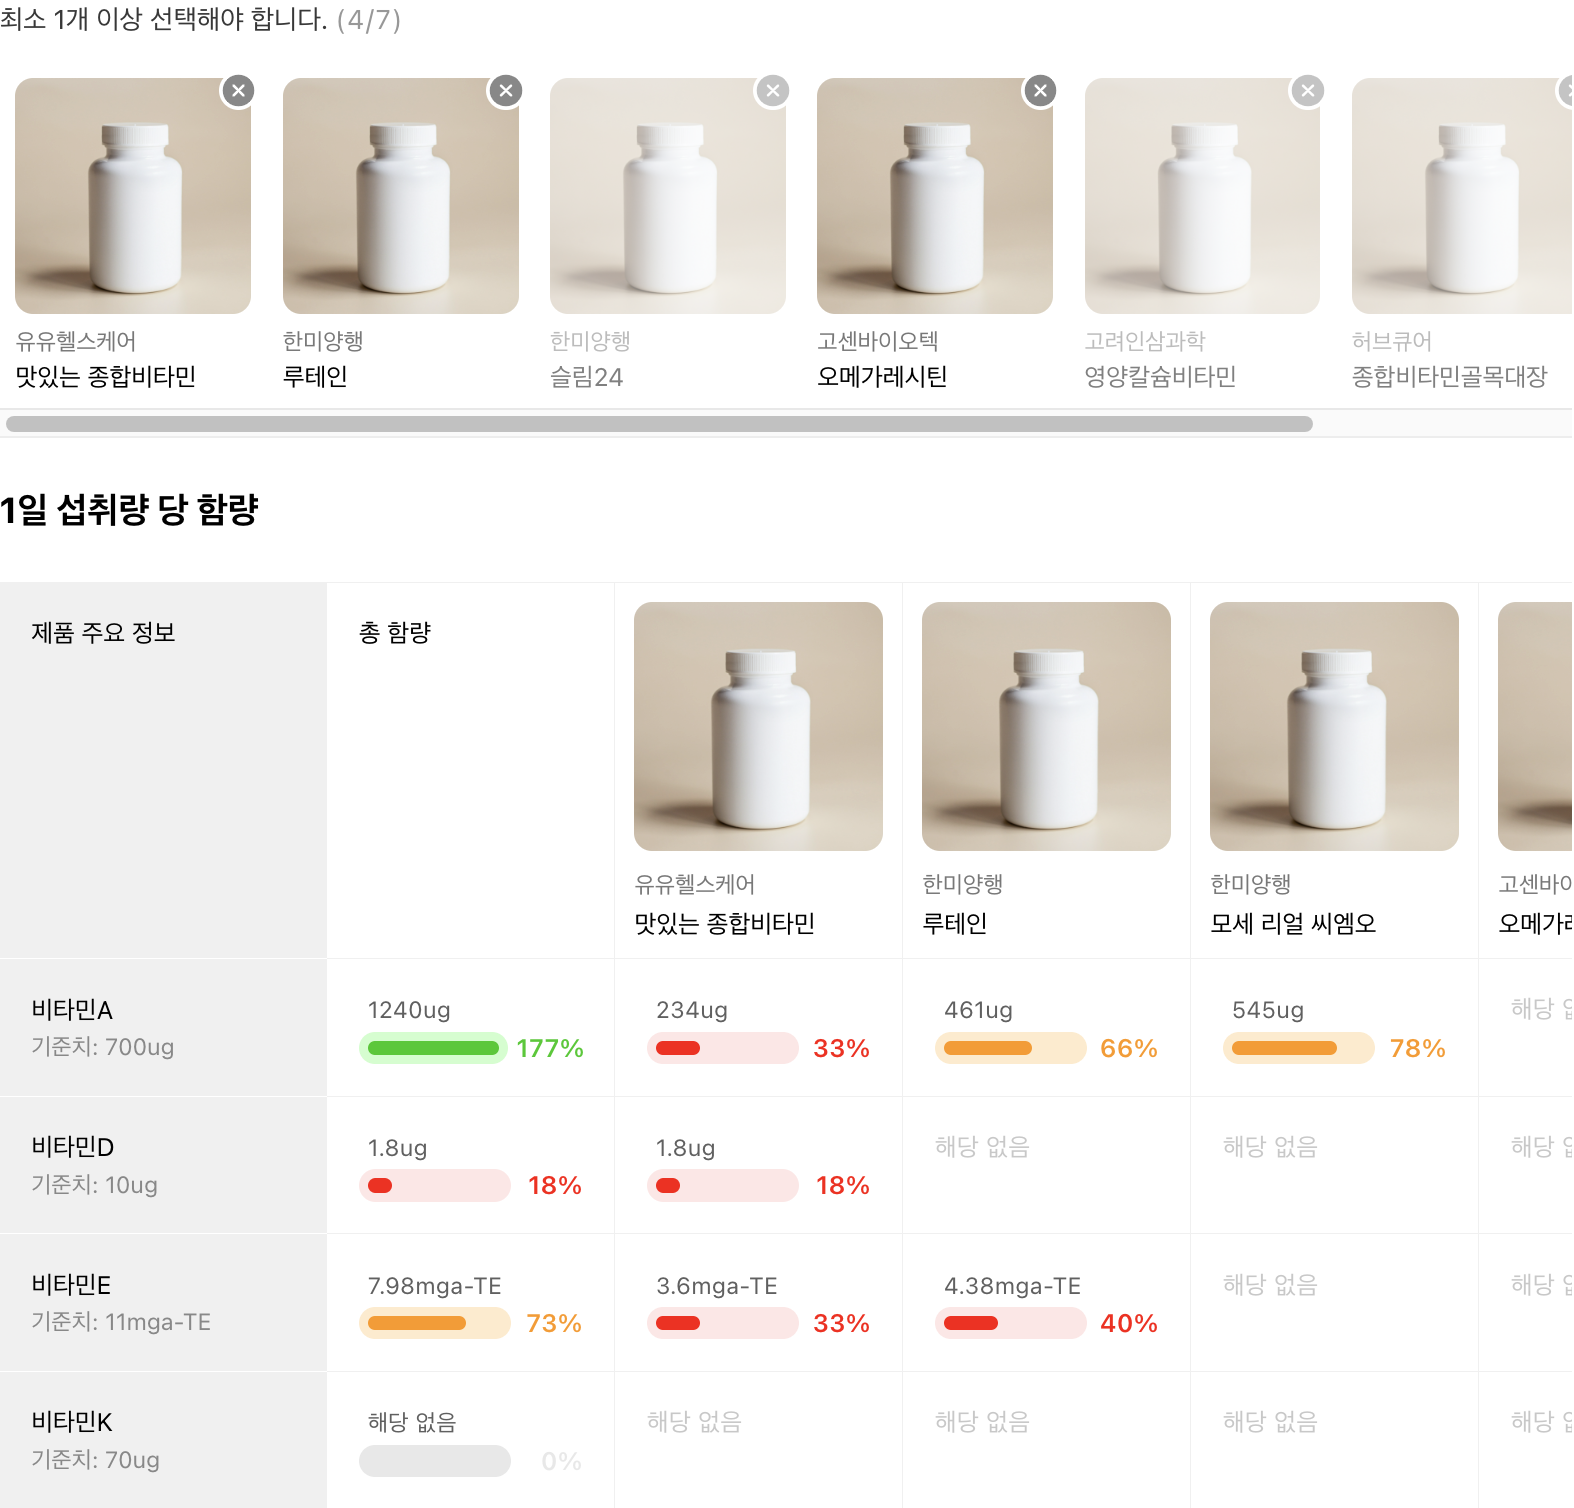 최소 1개 이상 선택해야 합니다. (4/7)
유유헬스케어
맛있는 종합비타민
한미양행
루테인
한미양행
슬림24
고센바이오텍
오메가레시틴
고려인삼과학
영양칼슘비타민
허브큐어
종합비타민골목대장
1일 섭취량 당 함량
제품 주요 정보
총 함량
유유헬스케어
맛있는 종합비타민
한미양행
루테인
한미양행
모세 리얼 씨엠오
고센바이
오메가
비타민A
기준치: 700ug
1240ug
177%
234ug
33%
461ug
66%
545ug
78%
해당
비타민D
기준치: 10ug
1.8ug
18%
1.8ug
18%
해당 없음
해당 없음
해당
비타민E
기준치: 11mga-TE
7.98mga-TE
73%
3.6mga-TE
33%
4.38mga-TE
40%
해당 없음
해당
비타민K
기준치: 70ug
해당 없음
0%
해당 없음
해당 없음
해당 없음
해당